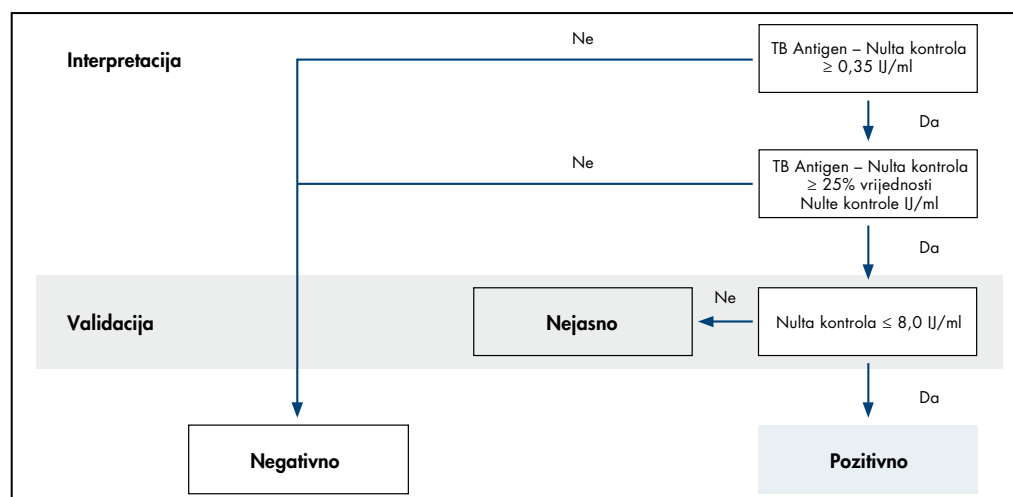 Interpretacija
Ne
TB Antigen – Nulta kontrola
≥ 0,35 IJ/ml
Da
Ne
TB Antigen – Nulta kontrola
≥ 25% vrijednosti
Nulte kontrole IJ/ml
Da
Validacija
Nejasno
Ne
Nulta kontrola ≤ 8,0 IJ/ml
Da
Negativno
Pozitivno